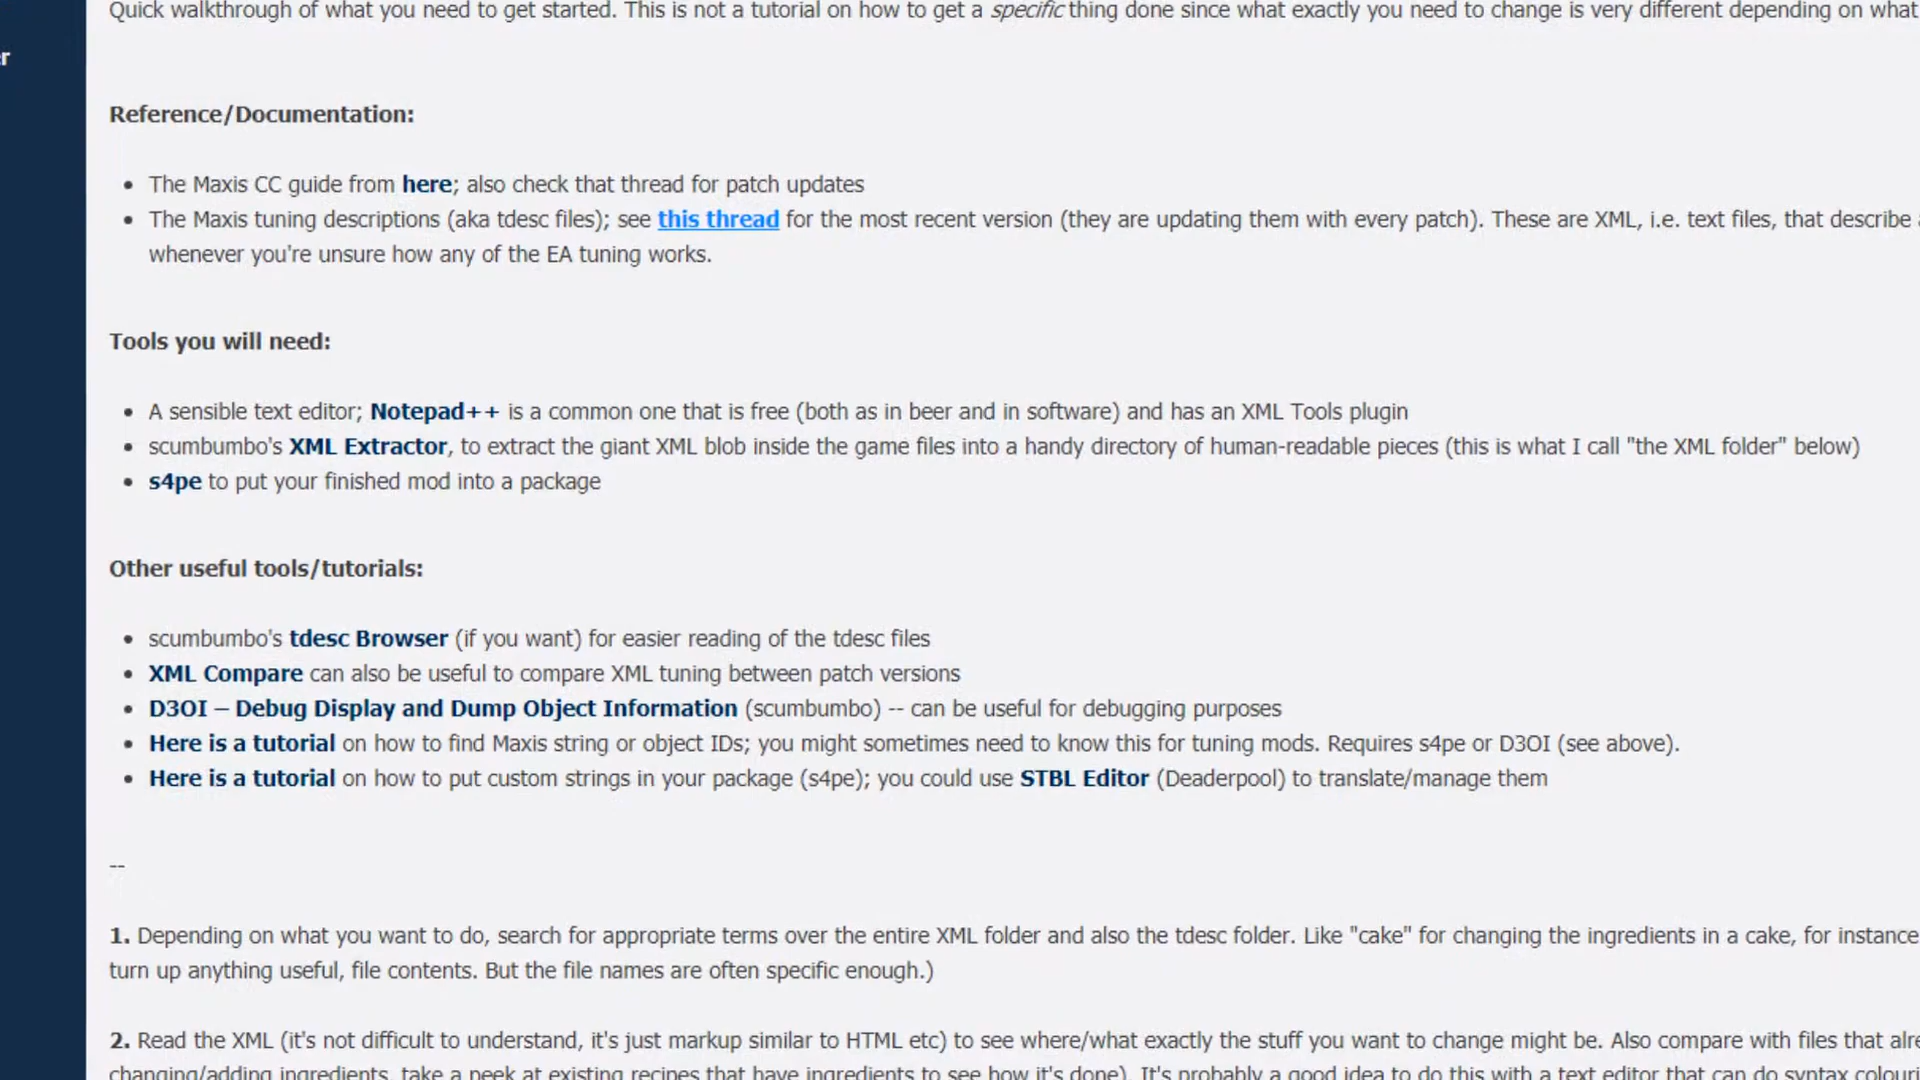 Quick walkthrough of what you need to get started. This is not a tutorial on how to get a specific thing done since what exactly you need to change is very different depending on what
r
Reference/Documentation:
• The Maxis CC guide from here; also check that thread for patch updates
• The Maxis tuning descriptions (aka tdesc files); see this thread for the most recent version (they are updating them with every patch). These are XML, i.e. text files, that describe
whenever you're unsure how any of the EA tuning works.
Tools you will need:
• A sensible text editor; Notepad++ is a common one that is free (both as in beer and in software) and has an XML Tools plugin
• scumbumbo's XML Extractor, to extract the giant XML blob inside the game files into a handy directory of human-readable pieces (this is what I call "the XML folder" below)
• s4pe to put your finished mod into a package
Other useful tools/tutorials:
• scumbumbo's tdesc Browser (if you want) for easier reading of the tdesc files
• XML Compare can also be useful to compare XML tuning between patch versions
• D3OI – Debug Display and Dump Object Information (scumbumbo) -- can be useful for debugging purposes
• Here is a tutorial on how to find Maxis string or object IDs; you might sometimes need to know this for tuning mods. Requires s4pe or D3OI (see above).
• Here is a tutorial on how to put custom strings in your package (s4pe); you could use STBL Editor (Deaderpool) to translate/manage them
--
1. Depending on what you want to do, search for appropriate terms over the entire XML folder and also the tdesc folder. Like "cake" for changing the ingredients in a cake, for instance
turn up anything useful, file contents. But the file names are often specific enough.)
2. Read the XML (it's not difficult to understand, it's just markup similar to HTML etc) to see where/what exactly the stuff you want to change might be. Also compare with files that alre
changing/adding ingredients, take a peek at existing recipes that have ingredients to see how it's done). It's probably a good idea to do this with a text editor that can do syntax colouri